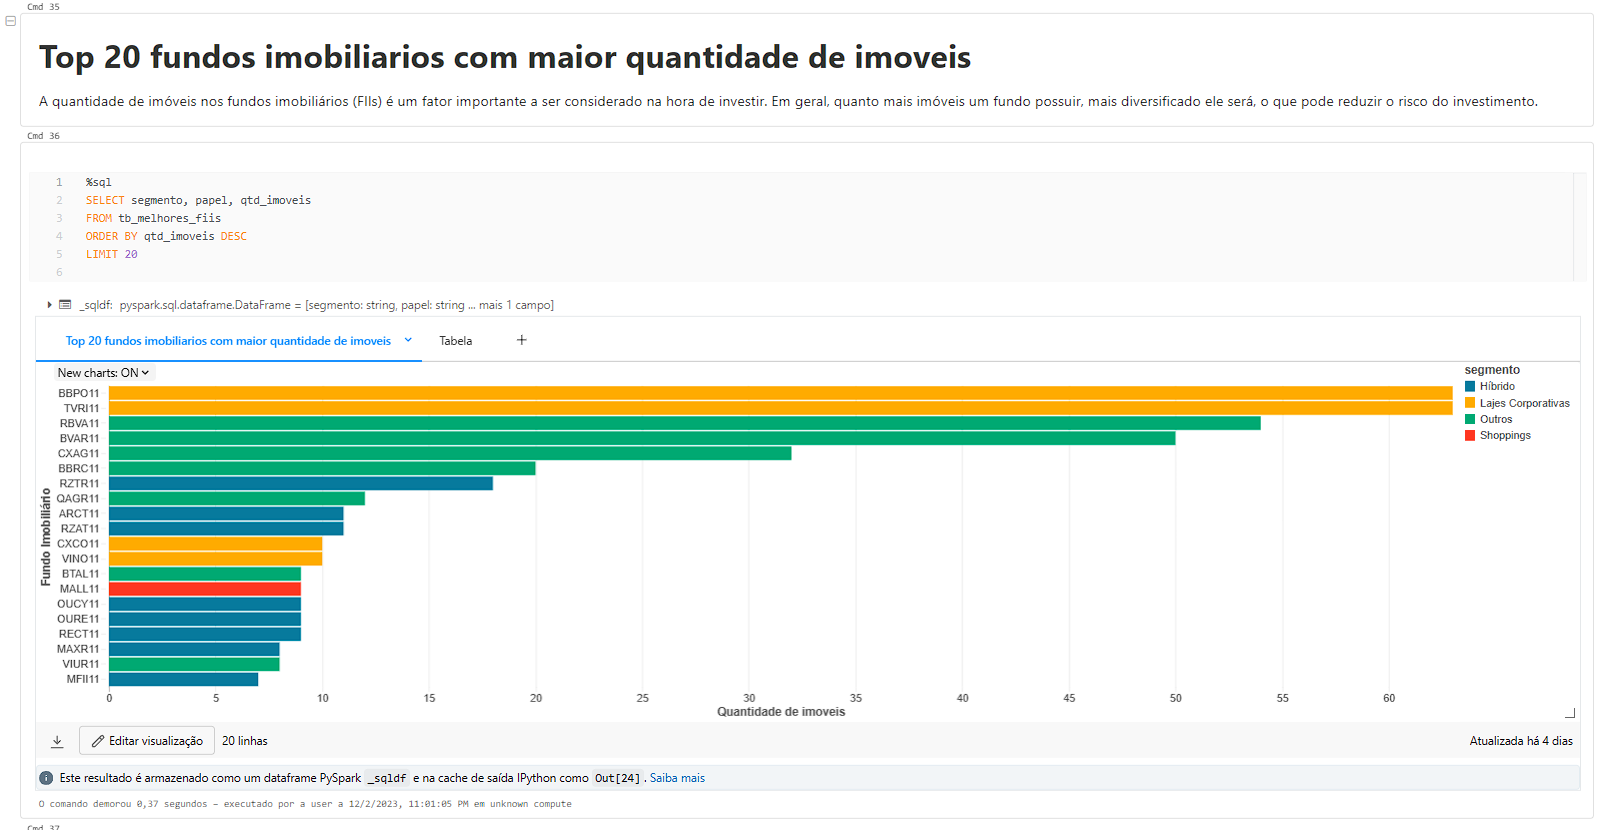 Cmd 35
Top 20 fundos imobiliarios com maior quantidade de imoveis
A quantidade de imóveis nos fundos imobiliários (FIIs) é um fator importante a ser considerado na hora de investir. Em geral, quanto mais imóveis um fundo possuir, mais diversificado ele será, o que pode reduzir o risco do investimento.
Cmd 36
1 %sql
2 SELECT segmento, papel, qtd_imoveis
3 FROM tb_melhores_fiis
4 ORDER BY qtd_imoveis DESC
5 LIMIT 20
6
_sqldf: pyspark.sql.dataframe.DataFrame = [segmento: string, papel: string ... mais 1 campo]
Top 20 fundos imobiliarios com maior quantidade de imoveis
Tabela
+
New charts: ON
segmento
Híbrido
Lajes Corporativas
Outros
Shoppings
Fundo Imobiliário
BBPO11
TVRI11
RBVA11
BVAR11
CXAG11
BBRC11
RZTR11
QAGR11
ARCT11
RZAT11
CXCO11
VINO11
BTAL11
MALL11
OUCY11
OURE11
RECT11
MAXR11
VIUR11
MFII11
0 5 10 15 20 25 30 35 40 45 50 55 60
Quantidade de imoveis
Editar visualização
20 linhas
Atualizada há 4 dias
Este resultado é armazenado como um dataframe PySpark _sqldf e na cache de saída IPython como Out[24] . Saiba mais
O comando demorou 0,37 segundos – executado por a user a 12/2/2023, 11:01:05 PM em unknown compute
Cmd 37